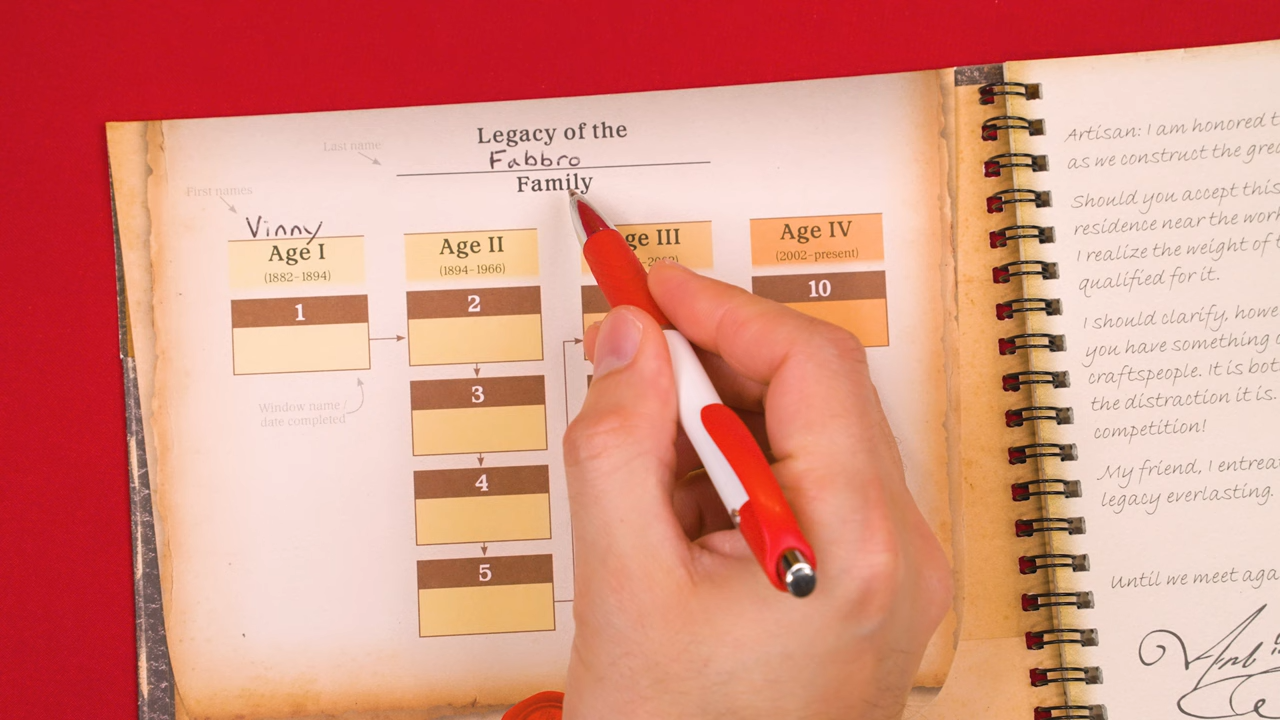 Legacy of the
Last name
Fabbro
Family
First names
Vinny
Age I
(1882–1894)
1
Window name /
date completed
Age II
(1894–1966)
2
3
4
5
ge III
Age IV
(2002–present)
10
Artisan: I am honored t
as we construct the grea
Should you accept this
residence near the wor
I realize the weight of
qualified for it.
I should clarify, howe
you have something o
craftspeople. It is bot
the distraction it is.
competition!
My friend, I entrea
legacy everlasting.
Until we meet aga